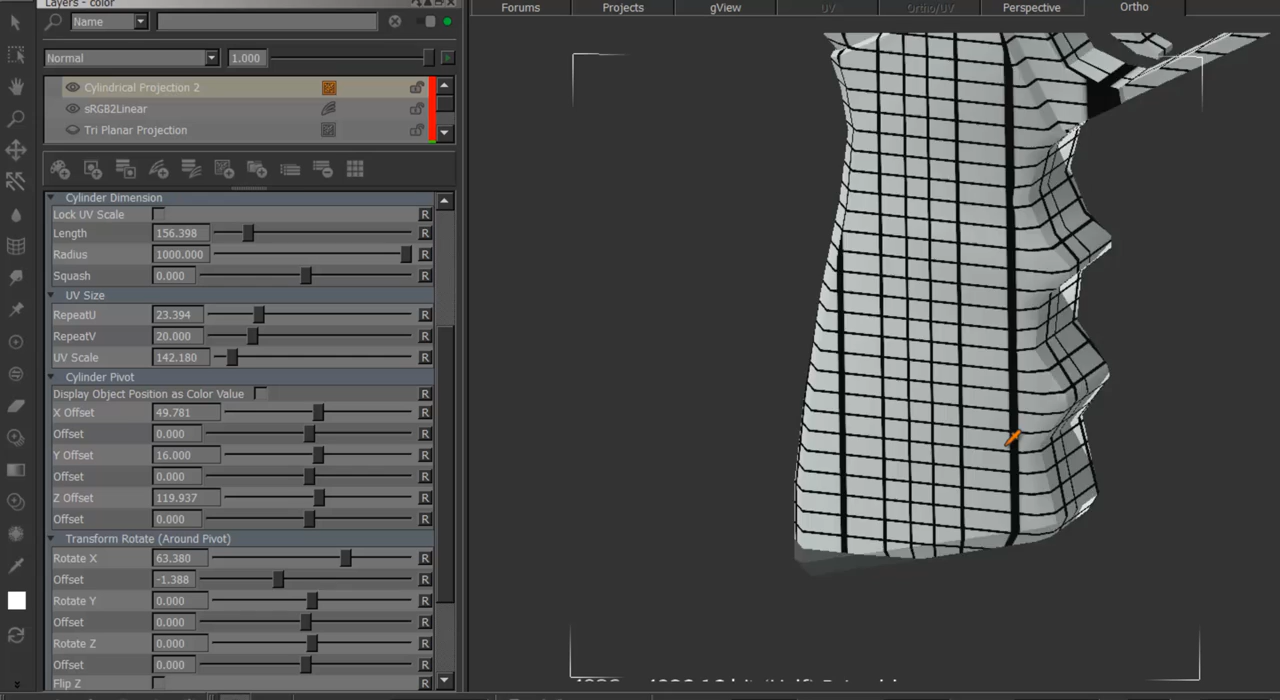 Layers - color
Forums Projects gView UV Ortho/UV Perspective Ortho
Name
Normal 1.000
Cylindrical Projection 2
sRGB2Linear
Tri Planar Projection
Cylinder Dimension
Lock UV Scale R
Length 156.398 R
Radius 1000.000 R
Squash 0.000 R
UV Size
RepeatU 23.394 R
RepeatV 20.000 R
UV Scale 142.180 R
Cylinder Pivot
Display Object Position as Color Value R
X Offset 49.781 R
Offset 0.000 R
Y Offset 16.000 R
Offset 0.000 R
Z Offset 119.937 R
Offset 0.000 R
Transform Rotate (Around Pivot)
Rotate X 63.380 R
Offset -1.388 R
Rotate Y 0.000 R
Offset 0.000 R
Rotate Z 0.000 R
Offset 0.000 R
Flip Z